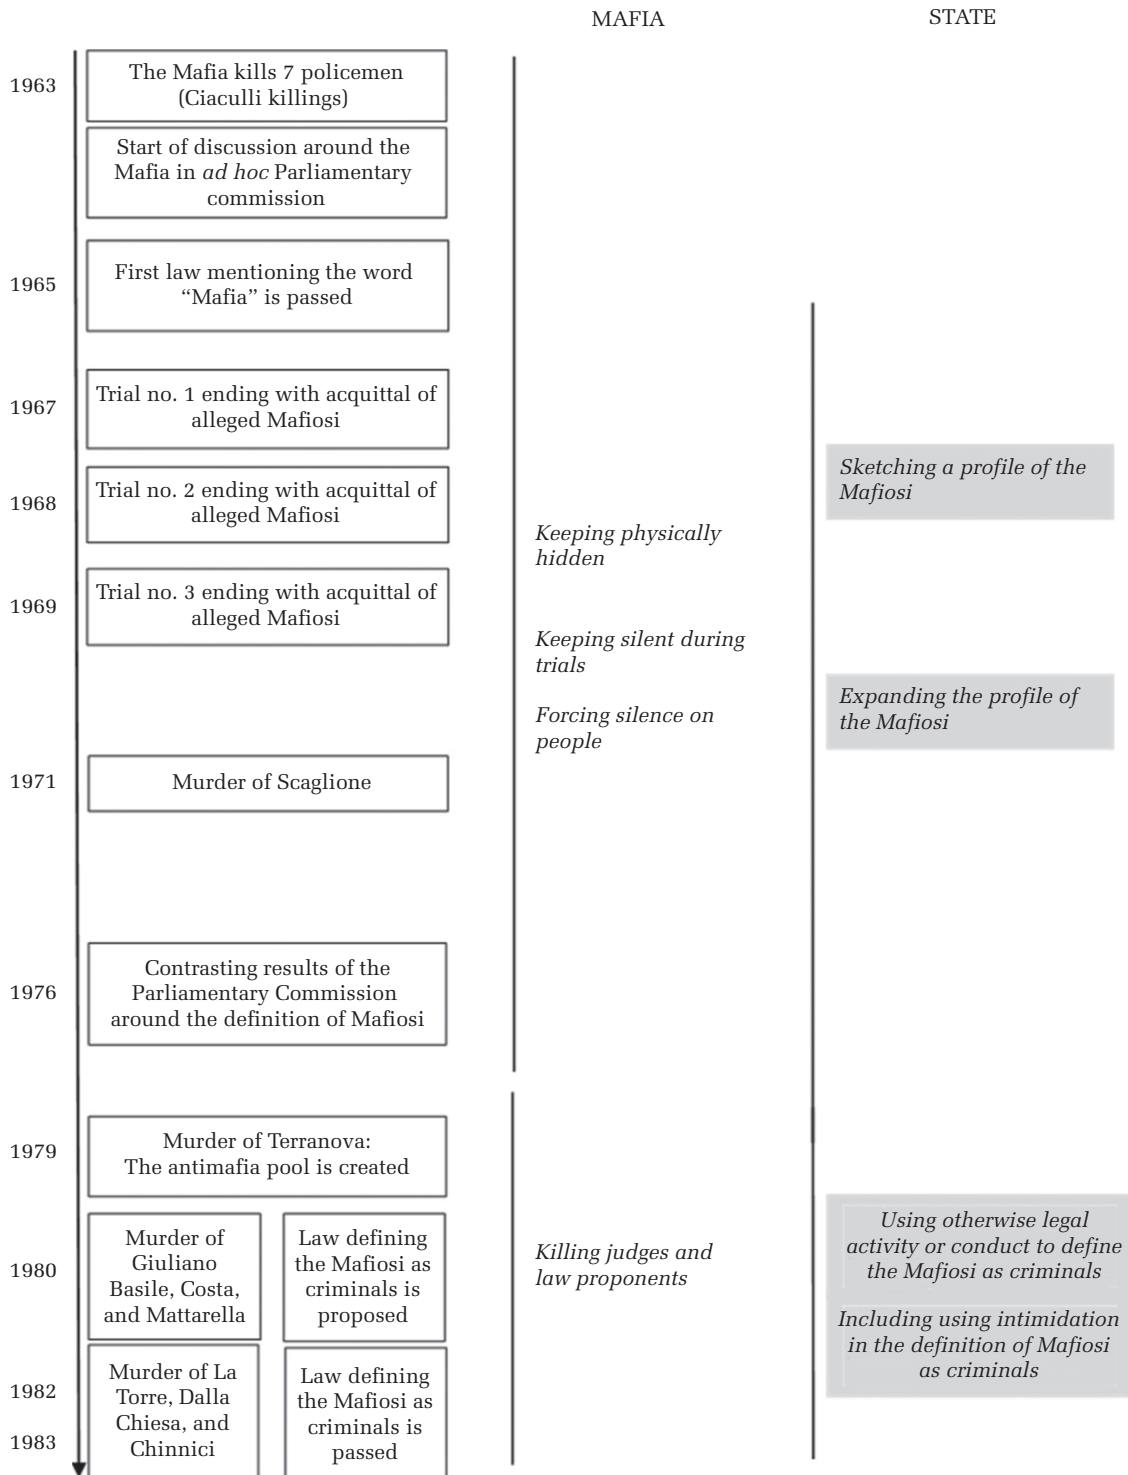 MAFIA
STATE
1963
The Mafia kills 7 policemen
(Ciaculli killings)
Start of discussion around the
Mafia in ad hoc Parliamentary
commission
1965
First law mentioning the word
“Mafia” is passed
1967
Trial no. 1 ending with acquittal of
alleged Mafiosi
Sketching a profile of the
Mafiosi
1968
Trial no. 2 ending with acquittal of
alleged Mafiosi
Keeping physically
hidden
1969
Trial no. 3 ending with acquittal of
alleged Mafiosi
Keeping silent during
trials
Forcing silence on
people
Expanding the profile of
the Mafiosi
1971
Murder of Scaglione
1976
Contrasting results of the
Parliamentary Commission
around the definition of Mafiosi
1979
Murder of Terranova:
The antimafia pool is created
1980
Murder of
Giuliano
Basile, Costa,
and Mattarella
Law defining
the Mafiosi as
criminals is
proposed
Killing judges and
law proponents
Using otherwise legal
activity or conduct to define
the Mafiosi as criminals
Including using intimidation
in the definition of Mafiosi
as criminals
1982
1983
Murder of La
Torre, Dalla
Chiesa, and
Chinnici
Law defining
the Mafiosi as
criminals is
passed